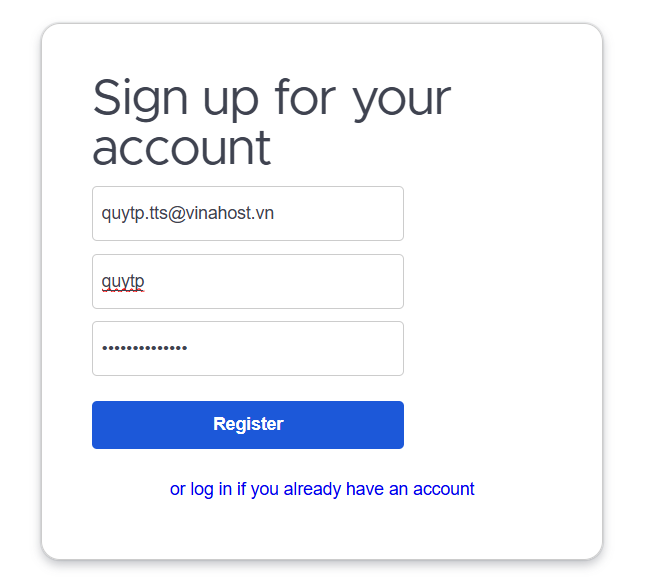 Sign up for your
account
quytp.tts@vinahost.vn
quytp
••••••••••••••
Register
or log in if you already have an account